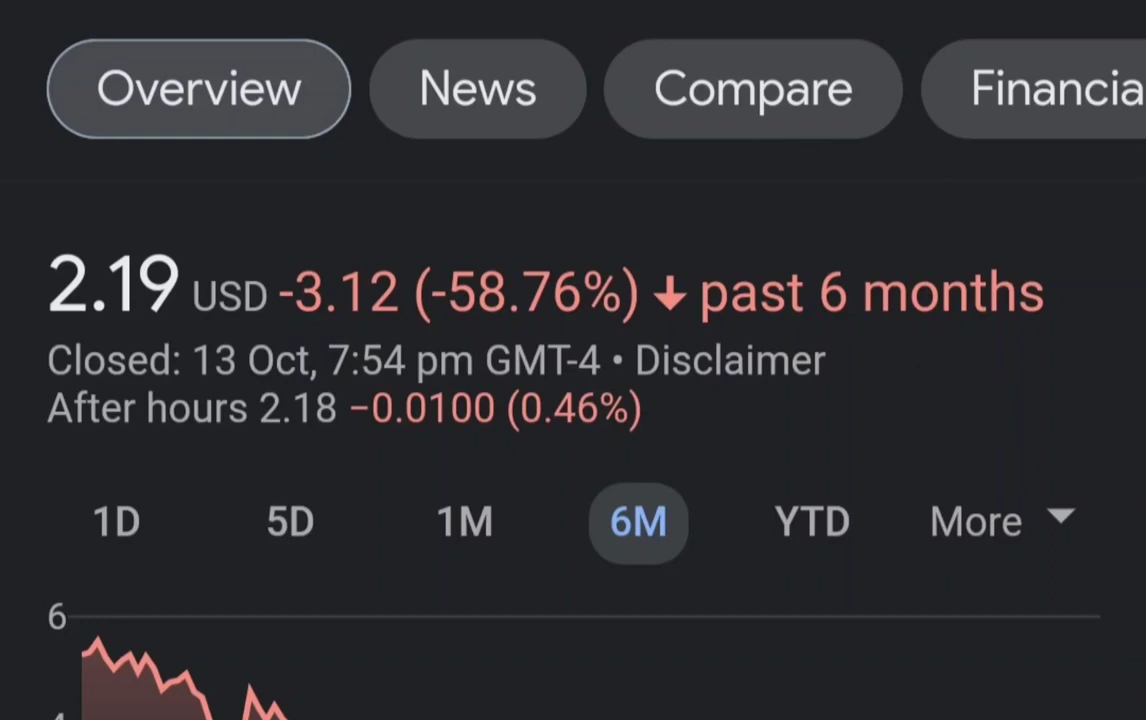 Overview News Compare Financia
2.19 USD -3.12 (-58.76%) ↓ past 6 months
Closed: 13 Oct, 7:54 pm GMT-4 • Disclaimer
After hours 2.18 −0.0100 (0.46%)
1D 5D 1M 6M YTD More
6
4